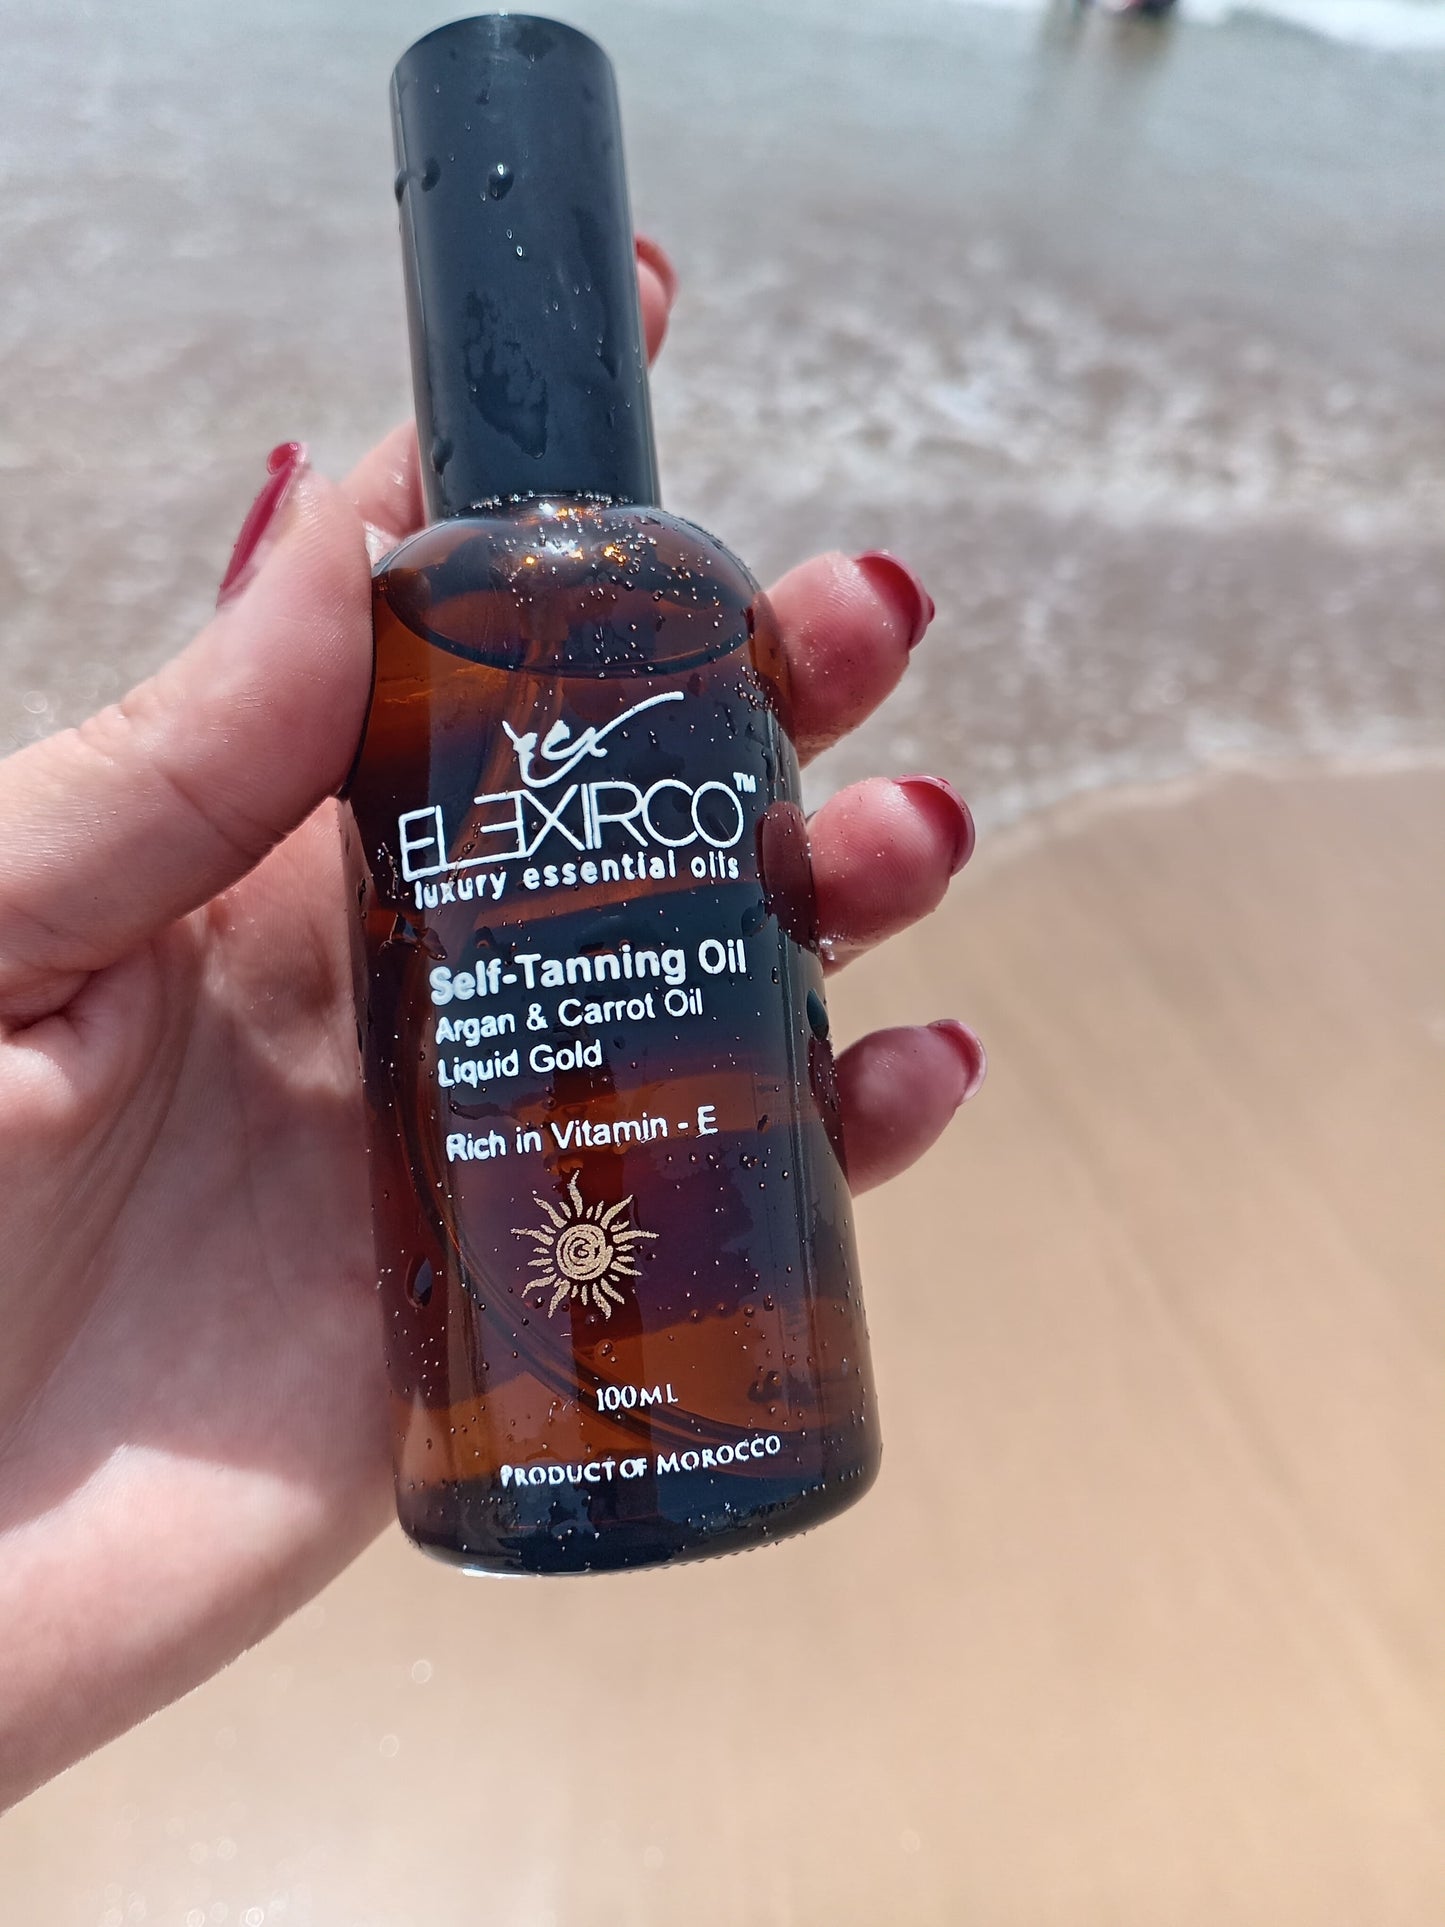 ELEXIRCO™
luxury essential oils
Self-Tanning Oil
Argan & Carrot Oil
Liquid Gold
Rich in Vitamin - E
100ML
PRODUCT OF MOROCCO